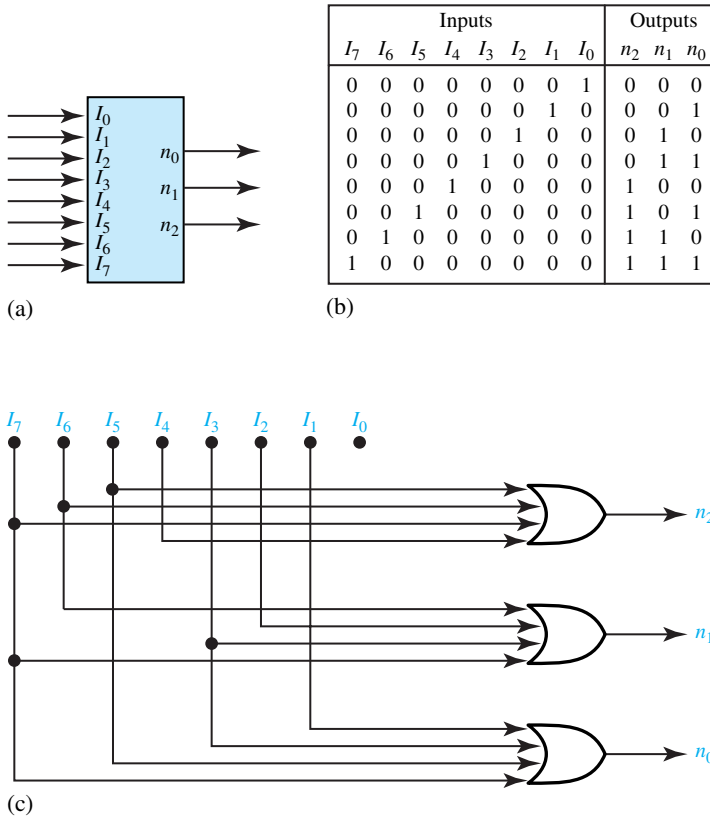 I0
I1
I2
I3
I4
I5
I6
I7
n0
n1
n2
(a)
Inputs Outputs
I7 I6 I5 I4 I3 I2 I1 I0 n2 n1 n0
0 0 0 0 0 0 0 1 0 0 0
0 0 0 0 0 0 1 0 0 0 1
0 0 0 0 0 1 0 0 0 1 0
0 0 0 0 1 0 0 0 0 1 1
0 0 0 1 0 0 0 0 1 0 0
0 0 1 0 0 0 0 0 1 0 1
0 1 0 0 0 0 0 0 1 1 0
1 0 0 0 0 0 0 0 1 1 1
(b)
I7 I6 I5 I4 I3 I2 I1 I0
n2
n1
n0
(c)